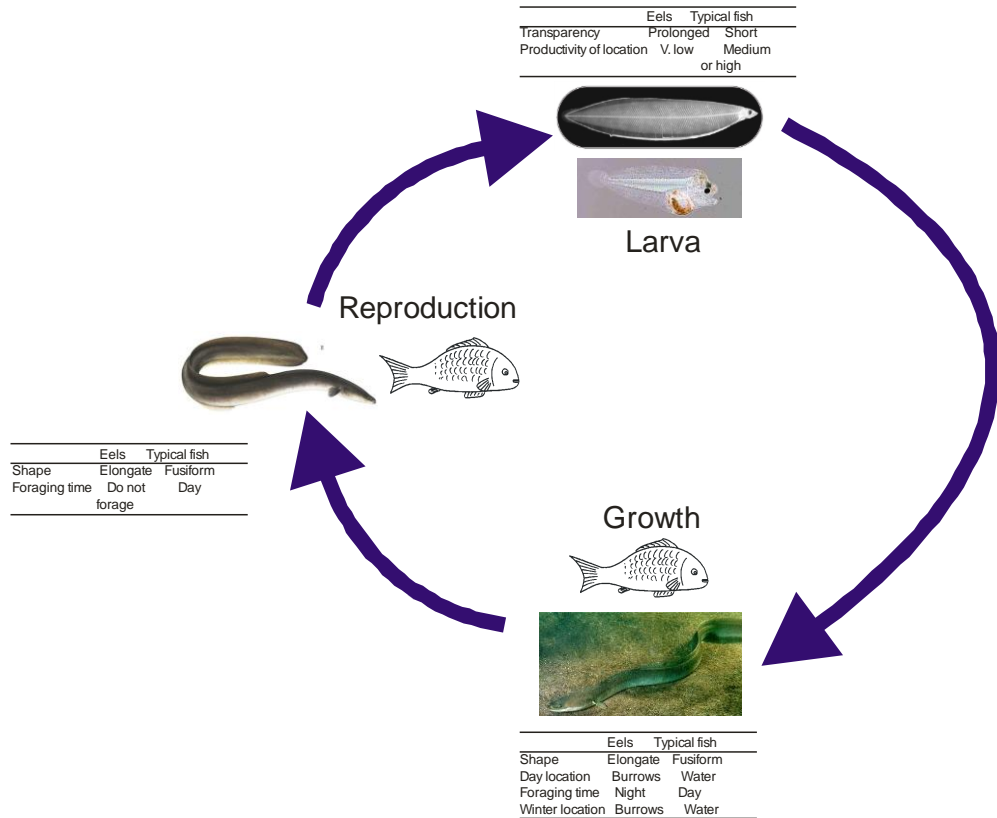 Eels Typical fish
Transparency Prolonged Short
Productivity of location V. low Medium
or high
Larva
Reproduction
Eels Typical fish
Shape Elongate Fusiform
Foraging time Do not Day
forage
Growth
Eels Typical fish
Shape Elongate Fusiform
Day location Burrows Water
Foraging time Night Day
Winter location Burrows Water